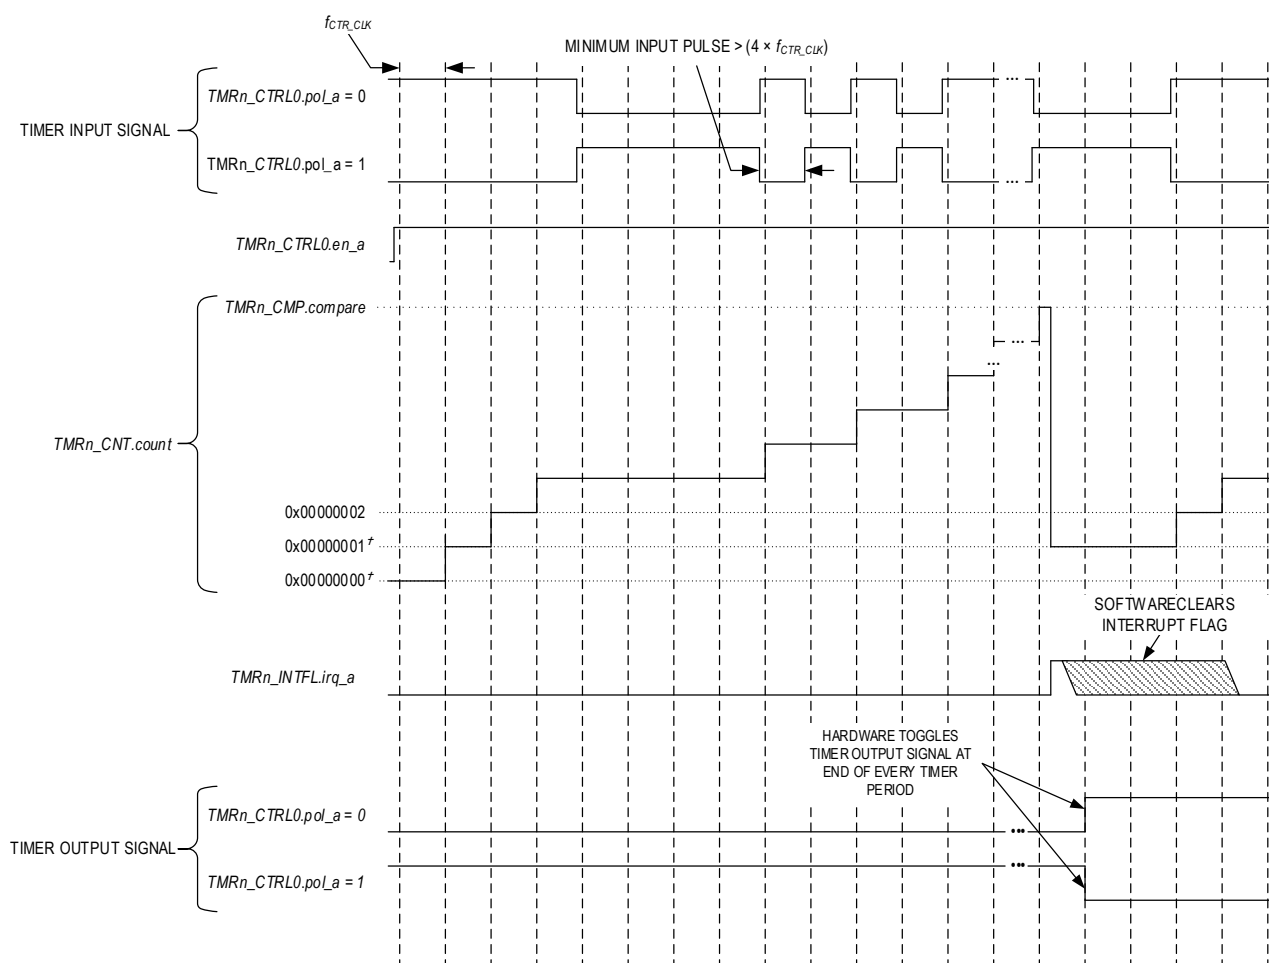 fCTR_CLK
MINIMUM INPUT PULSE > (4 × fCTR_CLK)
TMRn_CTRL0.pol_a = 0
TIMER INPUT SIGNAL
TMRn_CTRL0.pol_a = 1
...
...
TMRn_CTRL0.en_a
TMRn_CMP.compare
...
...
TMRn_CNT.count
0x00000002
0x00000001†
0x00000000†
SOFTWARECLEARS
INTERRUPT FLAG
TMRn_INTFL.irq_a
HARDWARE TOGGLES
TIMER OUTPUT SIGNAL AT
END OF EVERY TIMER
PERIOD
TMRn_CTRL0.pol_a = 0
...
TIMER OUTPUT SIGNAL
...
TMRn_CTRL0.pol_a = 1